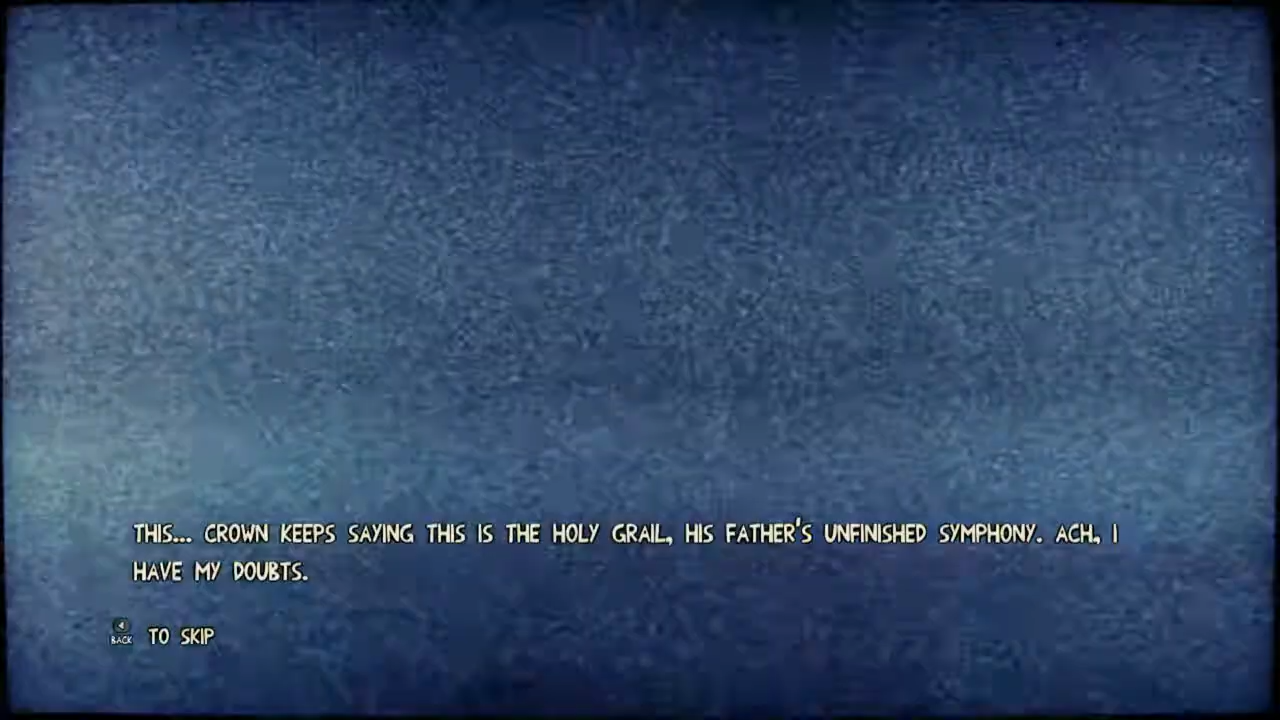 THIS... CROWN KEEPS SAYING THIS IS THE HOLY GRAIL, HIS FATHER'S UNFINISHED SYMPHONY. ACH, I
HAVE MY DOUBTS.
BACK TO SKIP